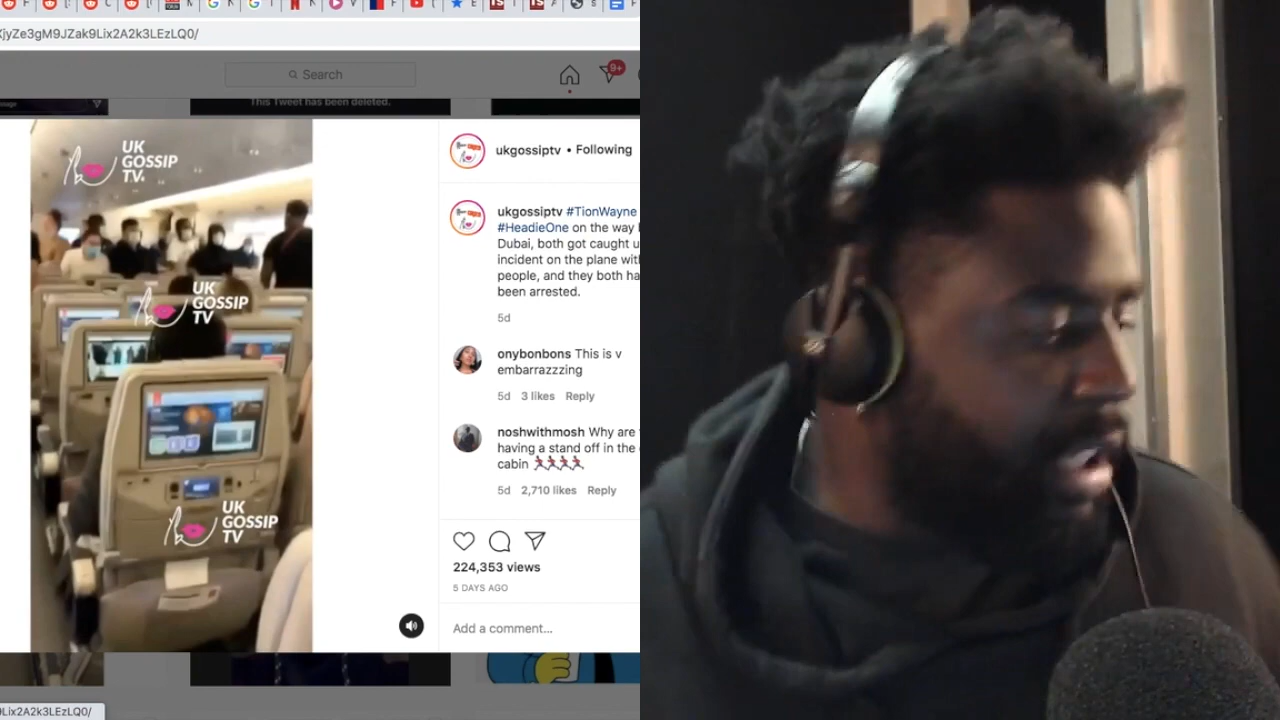 jyZe3gM9JZak9Lix2A2k3LEzLQ0/
Search
9+
This Tweet has been deleted.
UK
GOSSIP
TV.
ukgossiptv • Following
ukgossiptv #TionWayne
#HeadieOne on the way
Dubai, both got caught u
incident on the plane wit
people, and they both ha
been arrested.
5d
UK
GOSSIP
TV
onybonbons This is v
embarrazzzing
5d 3 likes Reply
noshwithmosh Why are
having a stand off in the
cabin
5d 2,710 likes Reply
UK
GOSSIP
TV
224,353 views
5 DAYS AGO
Add a comment...
9Lix2A2k3LEzLQ0/